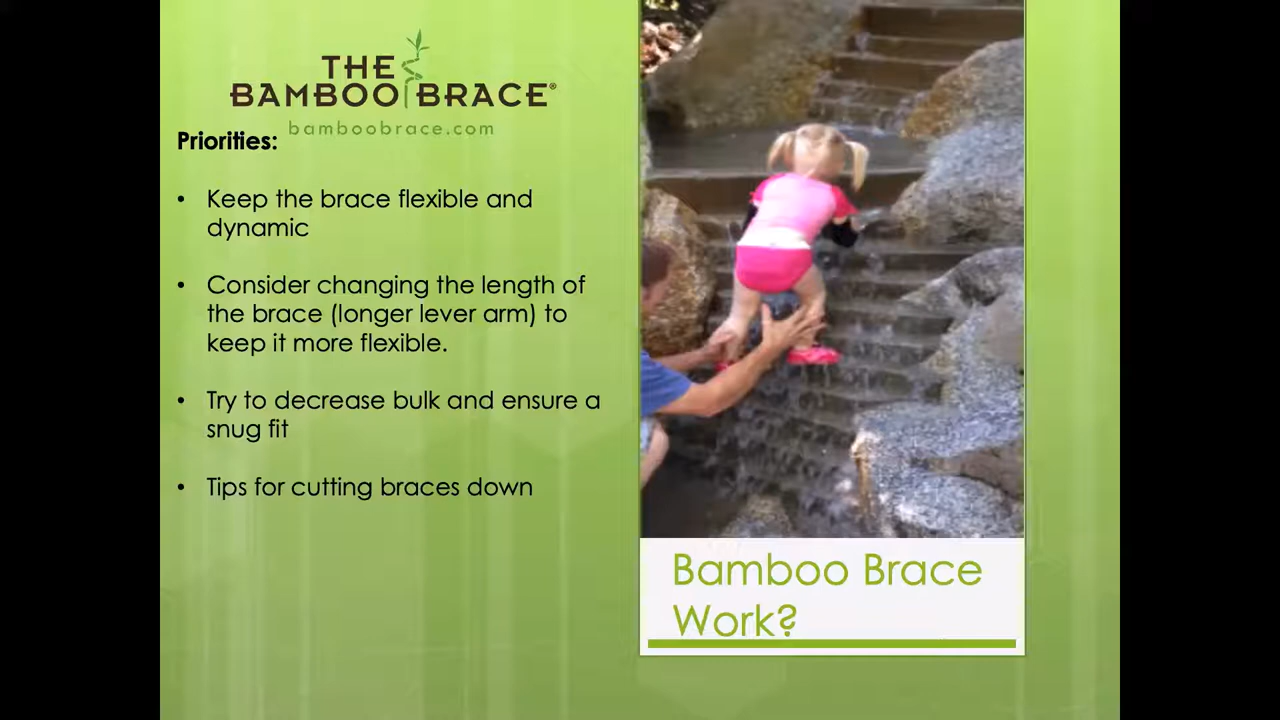 THE
BAMBOO BRACE®
bamboobrace.com
Priorities:
• Keep the brace flexible and
dynamic
• Consider changing the length of
the brace (longer lever arm) to
keep it more flexible.
• Try to decrease bulk and ensure a
snug fit
• Tips for cutting braces down
Bamboo Brace
Work?